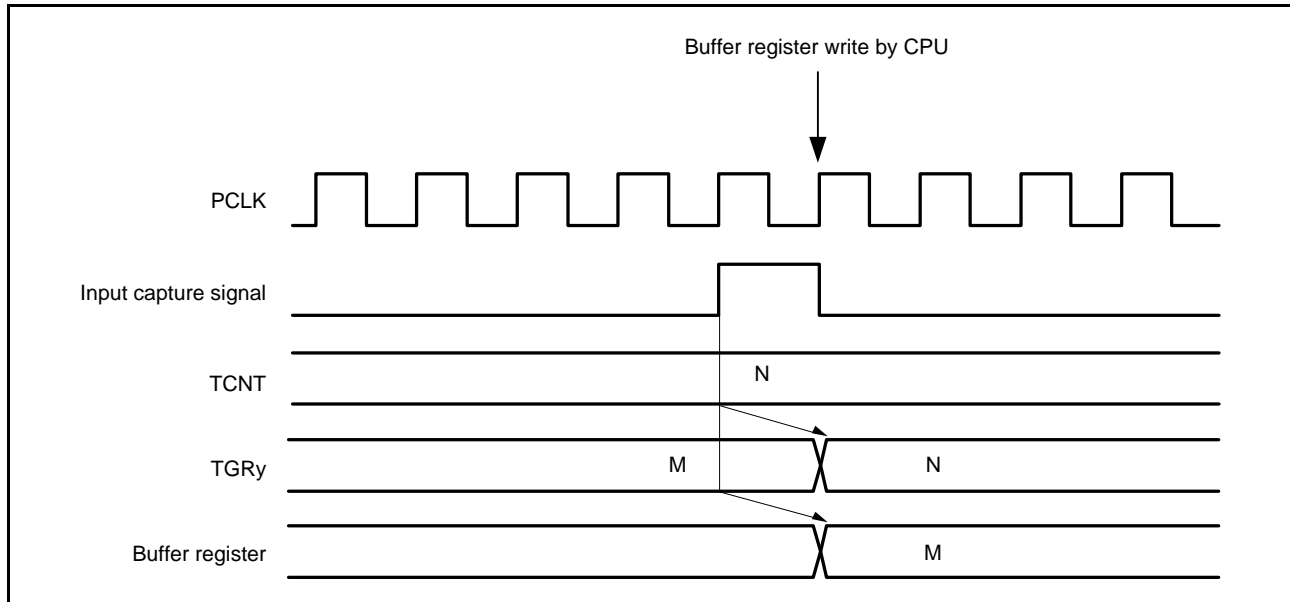 Buffer register write by CPU
PCLK
Input capture signal
TCNT
N
TGRy
M
N
Buffer register
M